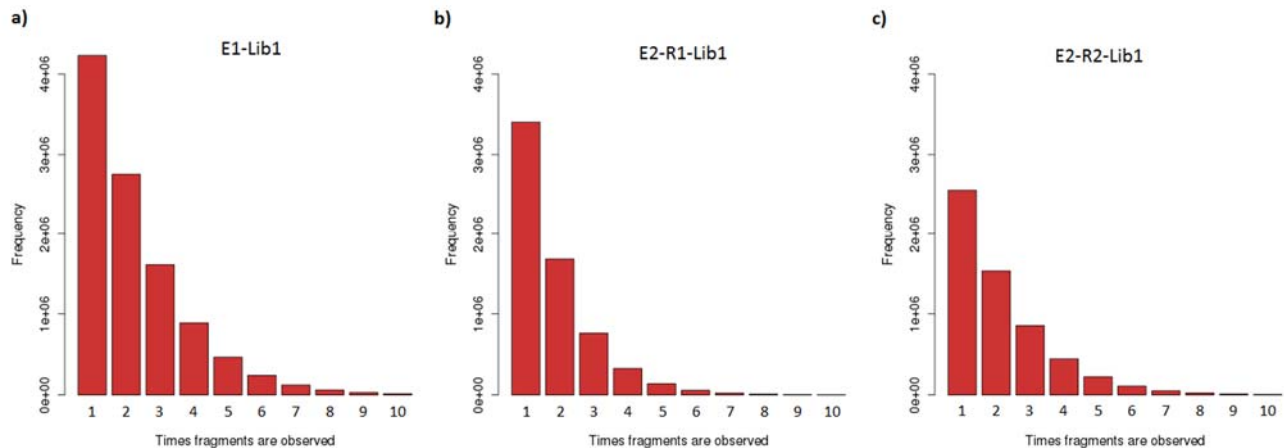 a)
E1-Lib1
Frequency
4e+06
3e+06
2e+06
1e+06
0e+00
1 2 3 4 5 6 7 8 9 10
Times fragments are observed
b)
E2-R1-Lib1
Frequency
4e+06
3e+06
2e+06
1e+06
0e+00
1 2 3 4 5 6 7 8 9 10
Times fragments are observed
c)
E2-R2-Lib1
Frequency
4e+06
3e+06
2e+06
1e+06
0e+00
1 2 3 4 5 6 7 8 9 10
Times fragments are observed